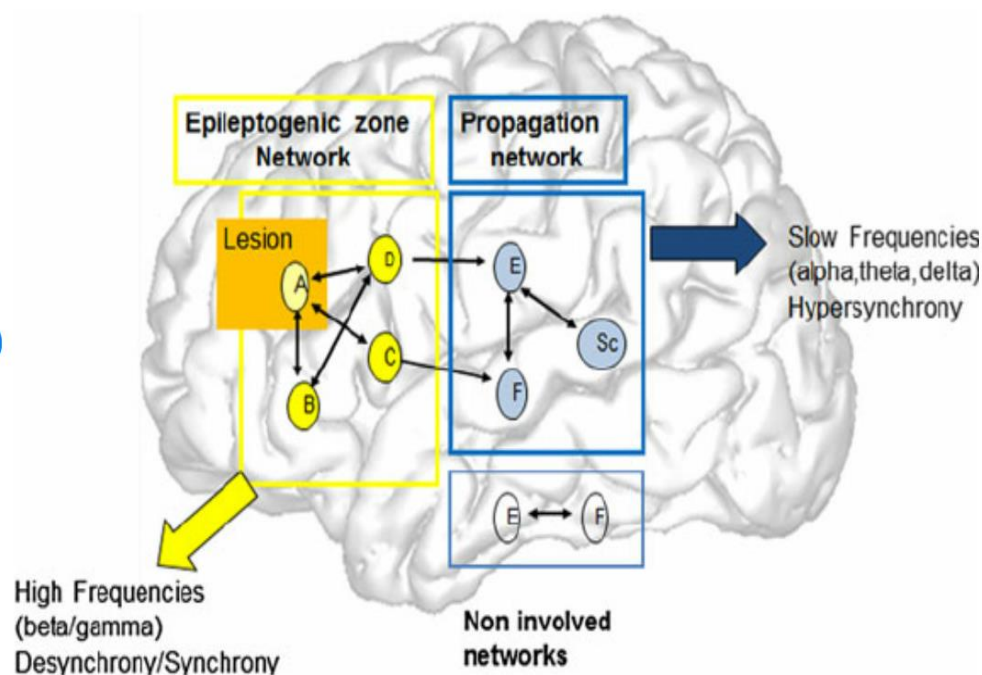 Epileptogenic zone
Network
Propagation
network
Lesion
A
D
C
B
E
Sc
F
Slow Frequencies
(alpha,theta,delta)
Hypersynchrony
E
F
High Frequencies
(beta/gamma)
Desynchrony/Synchrony
Non involved
networks